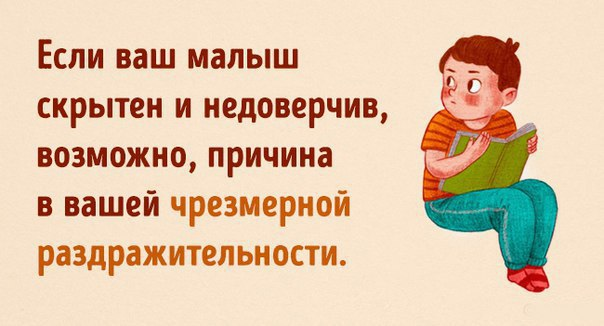 Если ваш малыш
скрытен и недоверчив,
возможно, причина
в вашей чрезмерной
раздражительности.